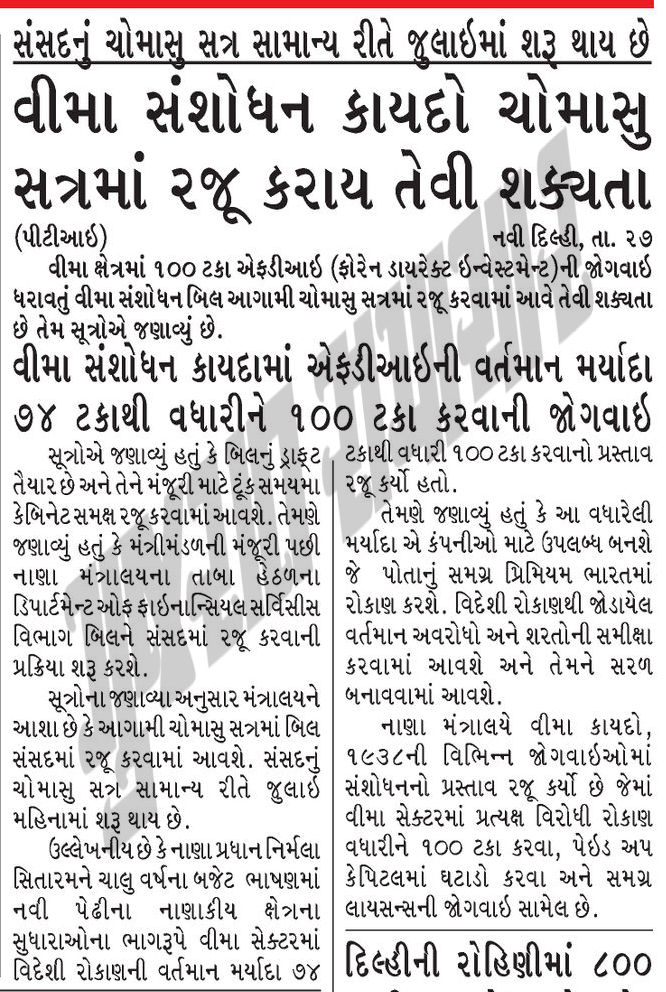 સંસદનું ચોમાસુ સત્ર સામાન્ય રીતે જુલાઇમાં શરૂ થાય છે
વીમા સંશોધન કાયદો ચોમાસુ
સત્રમાં રજૂ કરાય તેવી શક્યતા
(પીટીઆઇ) નવી દિલ્હી, તા. ૨૭
વીમા ક્ષેત્રમાં ૧૦૦ ટકા એફડીઆઇ (ફોરેન ડાયરેક્ટ ઇન્વેસ્ટમેન્ટ)ની જોગવાઇ
ધરાવતું વીમા સંશોધન બિલ આગામી ચોમાસુ સત્રમાં રજૂ કરવામાં આવે તેવી શક્યતા
છે તેમ સૂત્રોએ જણાવ્યું છે.
વીમા સંશોધન કાયદામાં એફડીઆઇની વર્તમાન મર્યાદા
૭૪ ટકાથી વધારીને ૧૦૦ ટકા કરવાની જોગવાઇ
સૂત્રોએ જણાવ્યું હતું કે બિલનું ડ્રાફ્ટ
તૈયાર છે અને તેને મંજૂરી માટે ટૂંક સમયમા
કેબિનેટ સમક્ષ રજૂ કરવામાં આવશે. તેમણે
જણાવ્યું હતું કે મંત્રીમંડળની મંજૂરી પછી
નાણા મંત્રાલયના તાબા હેઠળના
ડિપાર્ટમેન્ટ ઓફ ફાઇનાન્સિયલ સર્વિસીસ
વિભાગ બિલને સંસદમાં રજૂ કરવાની
પ્રક્રિયા શરૂ કરશે.
સૂત્રોના જણાવ્યા અનુસાર મંત્રાલયને
આશા છે કે આગામી ચોમાસુ સત્રમાં બિલ
સંસદમાં રજૂ કરવામાં આવશે. સંસદનું
ચોમાસુ સત્ર સામાન્ય રીતે જુલાઇ
મહિનામાં શરૂ થાય છે.
ઉલ્લેખનીય છે કે નાણા પ્રધાન નિર્મલા
સિતારમને ચાલુ વર્ષના બજેટ ભાષણમાં
નવી પેઢીના નાણાકીય ક્ષેત્રના
સુધારાઓના ભાગરૂપે વીમા સેક્ટરમાં
વિદેશી રોકાણની વર્તમાન મર્યાદા ૭૪
ટકાથી વધારી ૧૦૦ ટકા કરવાનો પ્રસ્તાવ
રજૂ કર્યો હતો.
તેમણે જણાવ્યું હતું કે આ વધારેલી
મર્યાદા એ કંપનીઓ માટે ઉપલબ્ધ બનશે
જે પોતાનું સમગ્ર પ્રિમિયમ ભારતમાં
રોકાણ કરશે. વિદેશી રોકાણથી જોડાયેલ
વર્તમાન અવરોધો અને શરતોની સમીક્ષા
કરવામાં આવશે અને તેમને સરળ
બનાવવામાં આવશે.
નાણા મંત્રાલયે વીમા કાયદો,
૧૯૩૮ની વિભિન્ન જોગવાઇઓમાં
સંશોધનનો પ્રસ્તાવ રજૂ કર્યો છે જેમાં
વીમા સેક્ટરમાં પ્રત્યક્ષ વિરોધી રોકાણ
વધારીને ૧૦૦ ટકા કરવા, પેઇડ અપ
કેપિટલમાં ઘટાડો કરવા અને સમગ્ર
લાયસન્સની જોગવાઇ સામેલ છે.
દિલ્હીની રોહિણીમાં ૮૦૦
ગુજરાત સમાચાર